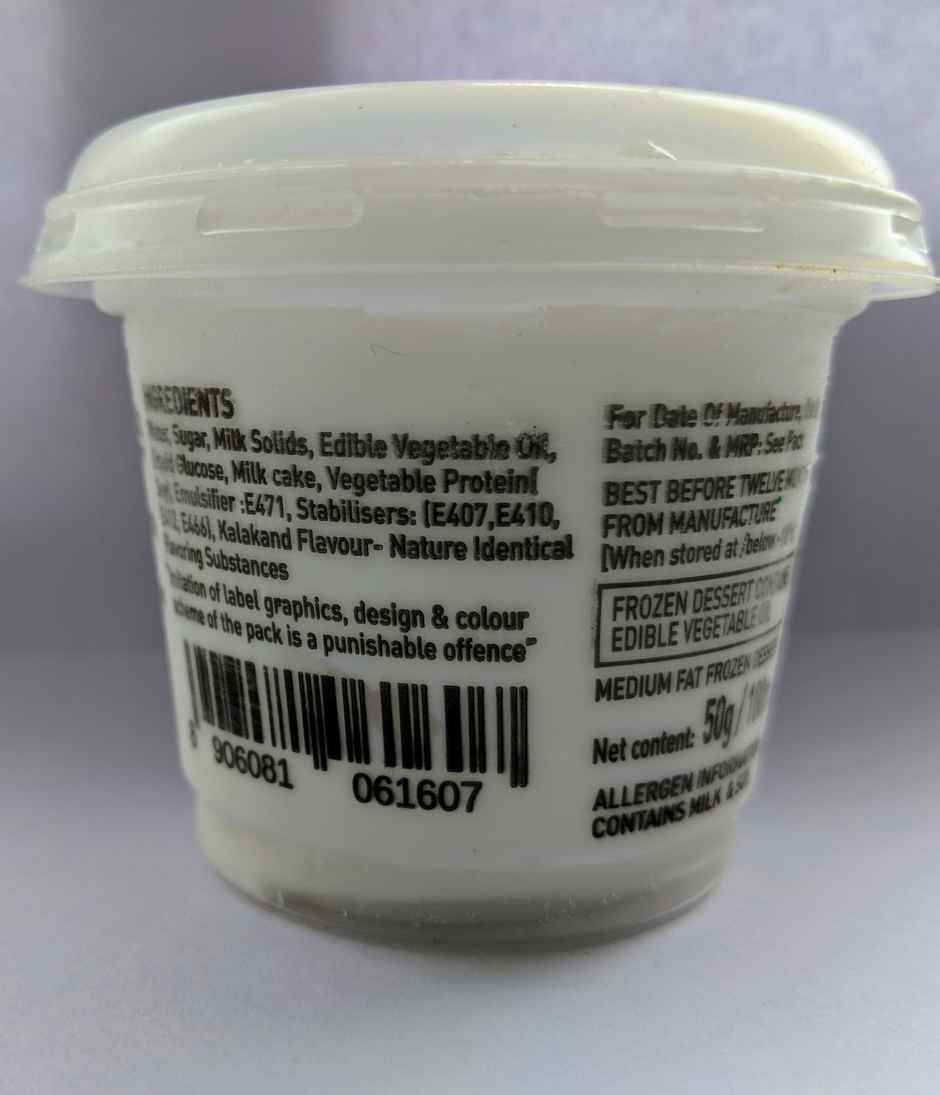 INGREDIENTS
Sugar, Milk Solids, Edible Vegetable Oil,
Glucose, Milk cake, Vegetable Protein[
Emulsifier :E471, Stabilisers: (E407,E410,
E466), Kalakand Flavour- Nature Identical
Flavoring Substances
of label graphics, design & colour
scheme of the pack is a punishable offence"
906081 061607
For Date Of Manufacture,
Batch No. & MRP: See Pack
BEST BEFORE TWELVE
FROM MANUFACTURE
[When stored at /below
FROZEN DESSERT
EDIBLE VEGETABLE OIL
MEDIUM FAT FROZEN
Net content: 50g /
ALLERGEN
CONTAINS MILK &